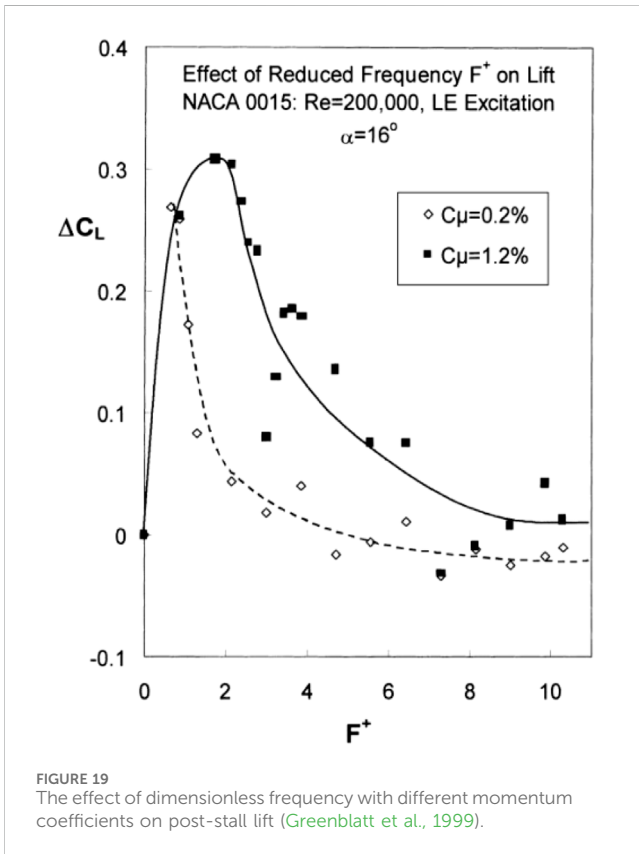 0.4
Effect of Reduced Frequency F⁺ on Lift
NACA 0015: Re=200,000, LE Excitation
α=16°
0.3
ΔC_L
Cμ=0.2%
Cμ=1.2%
0.2
0.1
0
-0.1
0 2 4 6 8 10
F⁺
FIGURE 19
The effect of dimensionless frequency with different momentum
coefficients on post-stall lift (Greenblatt et al., 1999).